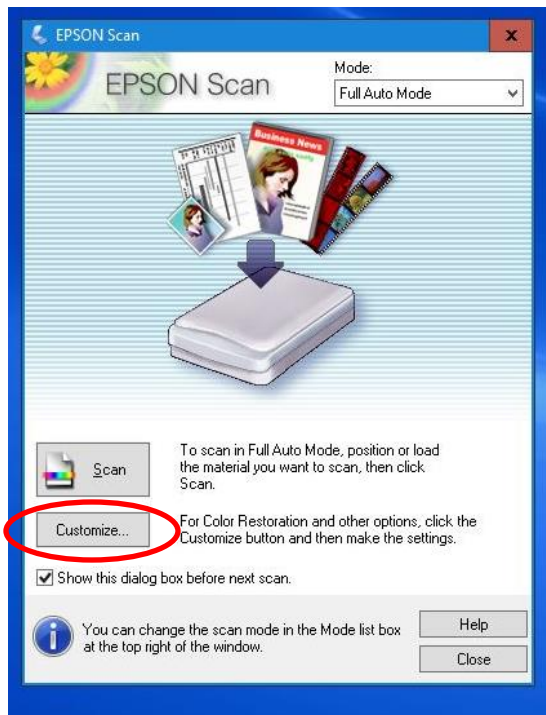 EPSON Scan
x
EPSON Scan
Mode:
Full Auto Mode
Business News
Scan
To scan in Full Auto Mode, position or load
the material you want to scan, then click
Scan.
Customize...
For Color Restoration and other options, click the
Customize button and then make the settings.
Show this dialog box before next scan.
You can change the scan mode in the Mode list box
at the top right of the window.
Help
Close